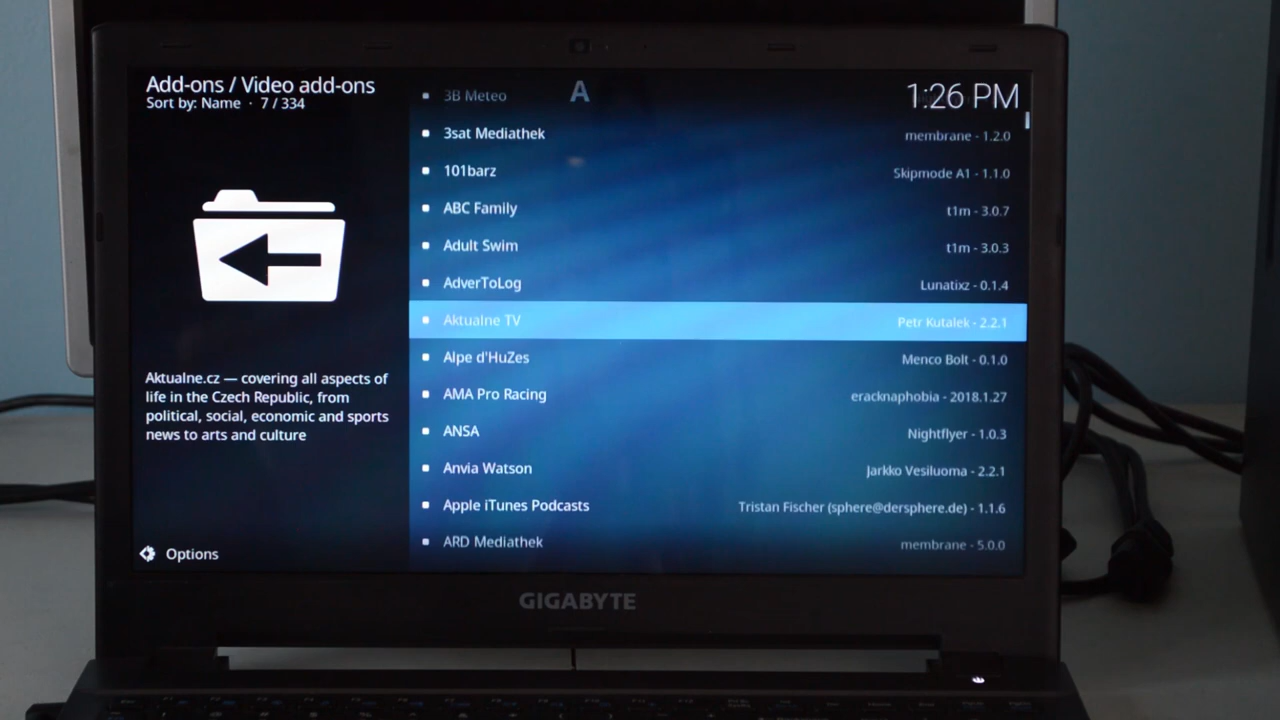 Add-ons / Video add-ons
Sort by: Name · 7 / 334
A
1:26 PM
3B Meteo
3sat Mediathek membrane - 1.2.0
101barz Skipmode A1 - 1.1.0
ABC Family t1m - 3.0.7
Adult Swim t1m - 3.0.3
AdverToLog Lunatixz - 0.1.4
Aktualne TV Petr Kutalek - 2.2.1
Alpe d'HuZes Menco Bolt - 0.1.0
AMA Pro Racing eracknaphobia - 2018.1.27
ANSA Nightflyer - 1.0.3
Anvia Watson Jarkko Vesiluoma - 2.2.1
Apple iTunes Podcasts Tristan Fischer (sphere@dersphere.de) - 1.1.6
ARD Mediathek membrane - 5.0.0
Aktualne.cz — covering all aspects of
life in the Czech Republic, from
political, social, economic and sports
news to arts and culture
Options
GIGABYTE